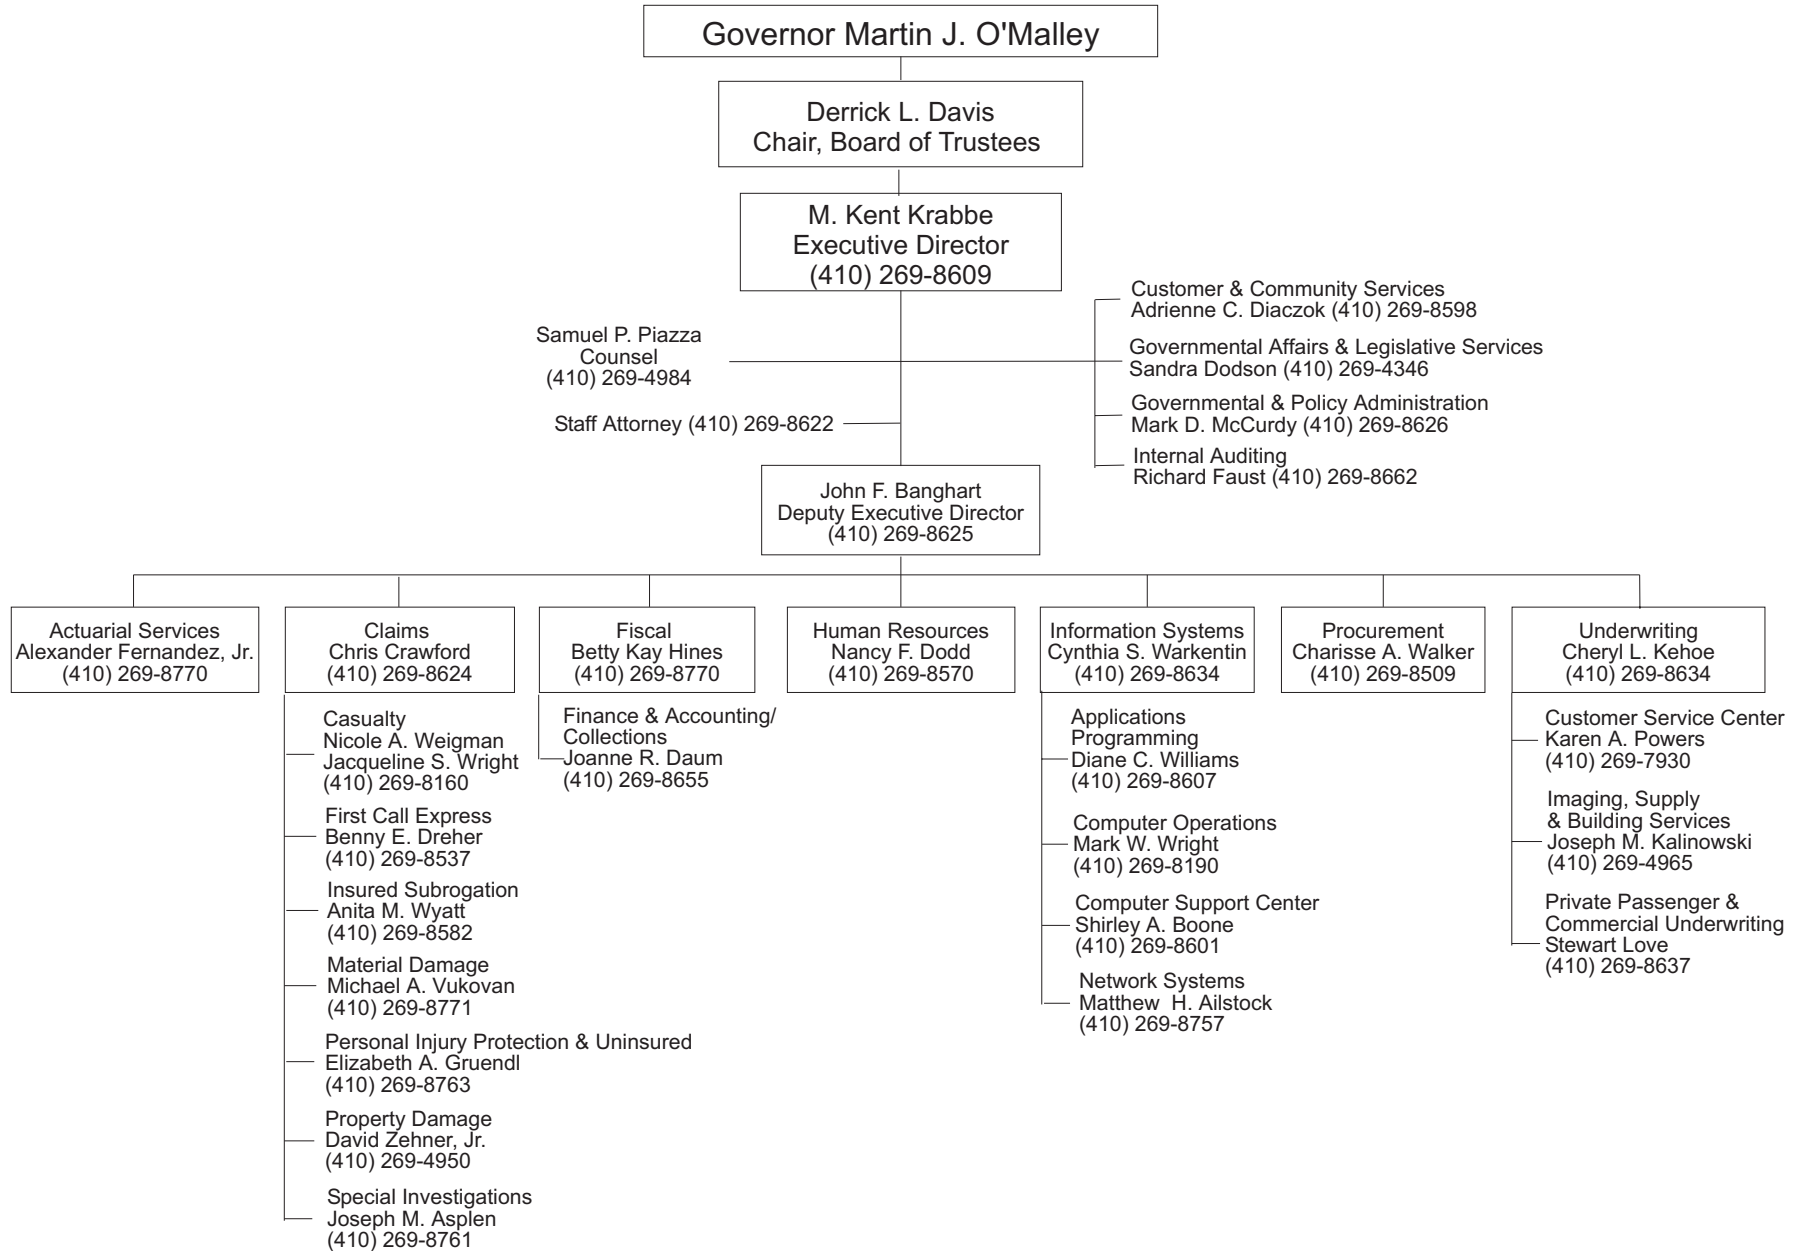 Governor Martin J. O'Malley
Derrick L. Davis
Chair, Board of Trustees
M. Kent Krabbe
Executive Director
(410) 269-8609
Samuel P. Piazza
Counsel
(410) 269-4984
Staff Attorney (410) 269-8622
Customer & Community Services
Adrienne C. Diaczok (410) 269-8598
Governmental Affairs & Legislative Services
Sandra Dodson (410) 269-4346
Governmental & Policy Administration
Mark D. McCurdy (410) 269-8626
Internal Auditing
Richard Faust (410) 269-8662
John F. Banghart
Deputy Executive Director
(410) 269-8625
Actuarial Services
Alexander Fernandez, Jr.
(410) 269-8770
Claims
Chris Crawford
(410) 269-8624
Casualty
Nicole A. Weigman
Jacqueline S. Wright
(410) 269-8160
First Call Express
Benny E. Dreher
(410) 269-8537
Insured Subrogation
Anita M. Wyatt
(410) 269-8582
Material Damage
Michael A. Vukovan
(410) 269-8771
Personal Injury Protection & Uninsured
Elizabeth A. Gruendl
(410) 269-8763
Property Damage
David Zehner, Jr.
(410) 269-4950
Special Investigations
Joseph M. Asplen
(410) 269-8761
Fiscal
Betty Kay Hines
(410) 269-8770
Finance & Accounting/
Collections
Joanne R. Daum
(410) 269-8655
Human Resources
Nancy F. Dodd
(410) 269-8570
Information Systems
Cynthia S. Warkentin
(410) 269-8634
Applications
Programming
Diane C. Williams
(410) 269-8607
Computer Operations
Mark W. Wright
(410) 269-8190
Computer Support Center
Shirley A. Boone
(410) 269-8601
Network Systems
Matthew H. Ailstock
(410) 269-8757
Procurement
Charisse A. Walker
(410) 269-8509
Underwriting
Cheryl L. Kehoe
(410) 269-8634
Customer Service Center
Karen A. Powers
(410) 269-7930
Imaging, Supply
& Building Services
Joseph M. Kalinowski
(410) 269-4965
Private Passenger &
Commercial Underwriting
Stewart Love
(410) 269-8637